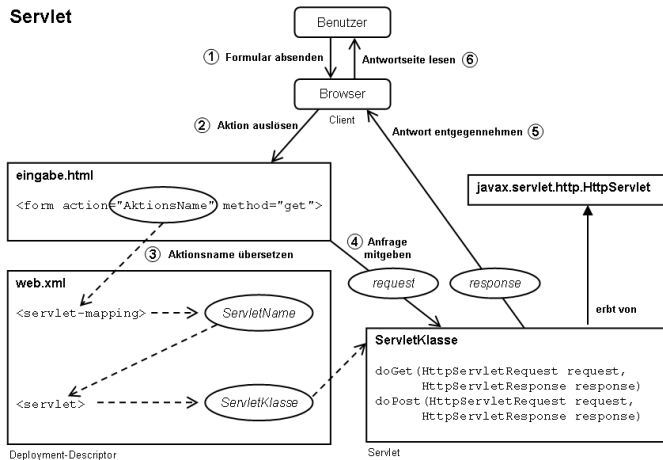 Servlet
Benutzer
1 Formular absenden
Antwortseite lesen 6
Browser
Client
2 Aktion auslösen
Antwort entgegennehmen 5
eingabe.html
<form action="AktionsName" method="get">
javax.servlet.http.HttpServlet
3 Aktionsname übersetzen
4 Anfrage
mitgeben
request
response
erbt von
web.xml
<servlet-mapping>
ServletName
<servlet>
ServletKlasse
Deployment-Descriptor
ServletKlasse
doGet(HttpServletRequest request,
HttpServletResponse response)
doPost(HttpServletRequest request,
HttpServletResponse response)
Servlet